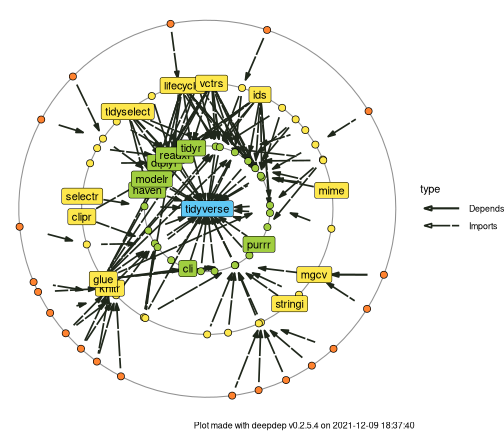 lifecycl
vctrs
ids
tidyselect
tidyr
readxl
dplyr
modelr
haven
selectr
clipr
tidyverse
mime
purrr
cli
glue
knitr
mgcv
stringi
type
Depends
Imports
Plot made with deepdep v0.2.5.4 on 2021-12-09 18:37:40